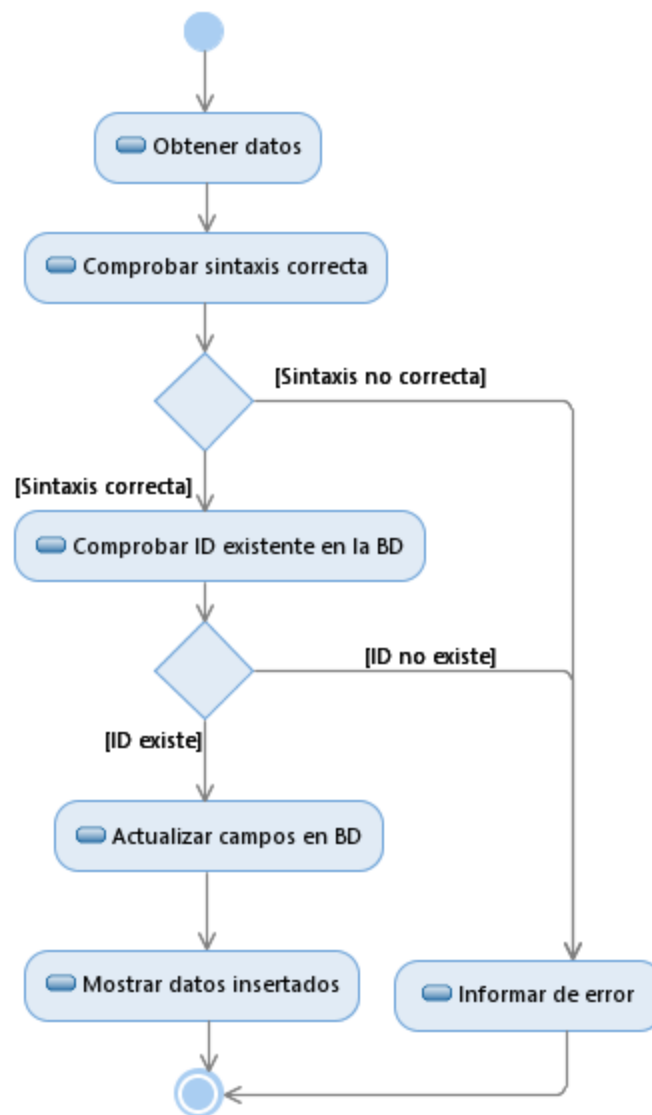 Obtener datos
Comprobar sintaxis correcta
[Sintaxis no correcta]
[Sintaxis correcta]
Comprobar ID existente en la BD
[ID no existe]
[ID existe]
Actualizar campos en BD
Mostrar datos insertados
Informar de error